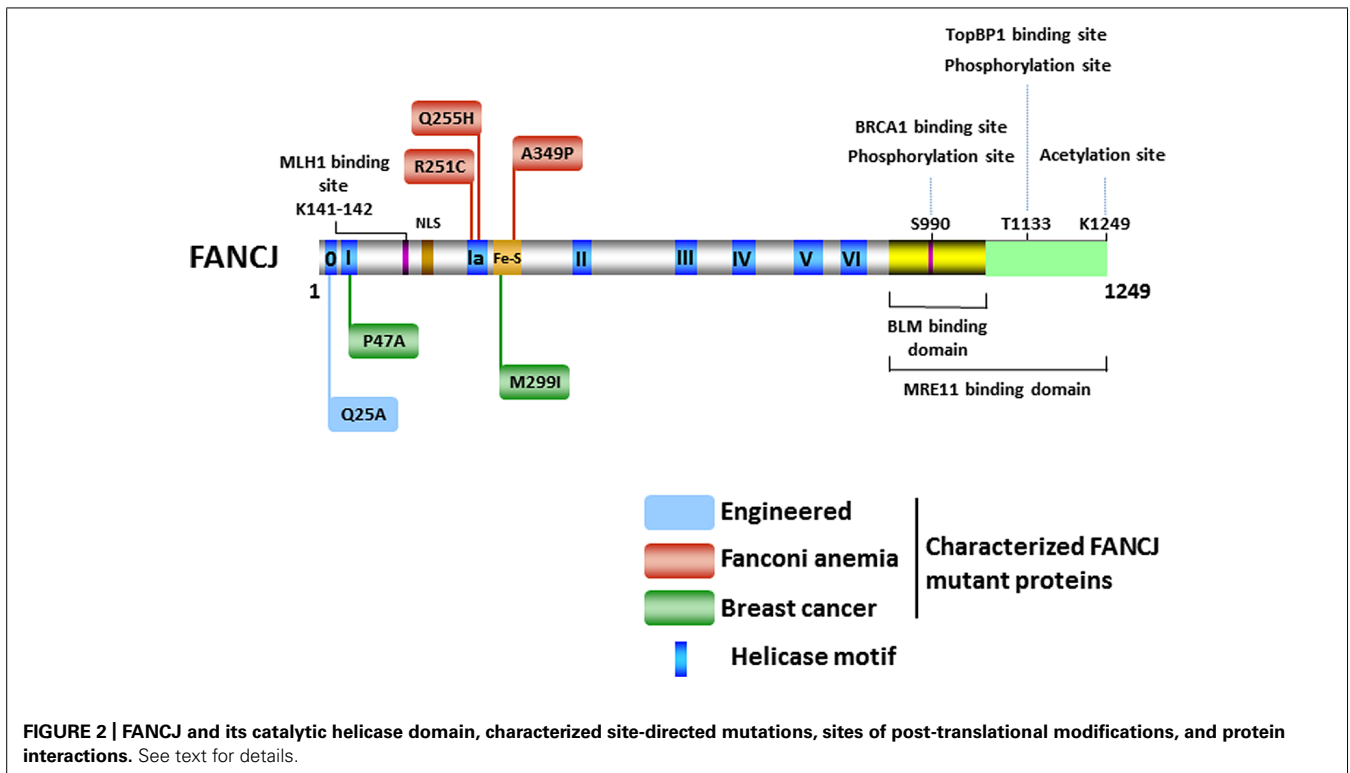 TopBP1 binding site
Phosphorylation site
BRCA1 binding site
Phosphorylation site
Acetylation site
Q255H
R251C
A349P
MLH1 binding
site
K141-142
NLS
S990
T1133
K1249
FANCJ
0
I
Ia
Fe-S
II
III
IV
V
VI
1
1249
P47A
M299I
Q25A
BLM binding
domain
MRE11 binding domain
Engineered
Fanconi anemia
Breast cancer
Characterized FANCJ
mutant proteins
Helicase motif
FIGURE 2 | FANCJ and its catalytic helicase domain, characterized site-directed mutations, sites of post-translational modifications, and protein
interactions. See text for details.